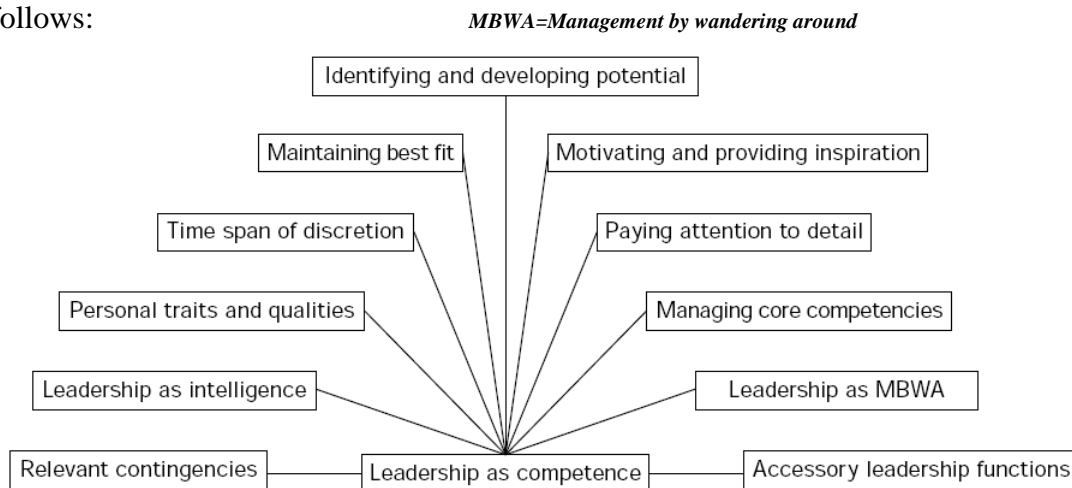 follows:
MBWA=Management by wandering around
Identifying and developing potential
Maintaining best fit
Motivating and providing inspiration
Time span of discretion
Paying attention to detail
Personal traits and qualities
Managing core competencies
Leadership as intelligence
Leadership as MBWA
Relevant contingencies
Leadership as competence
Accessory leadership functions